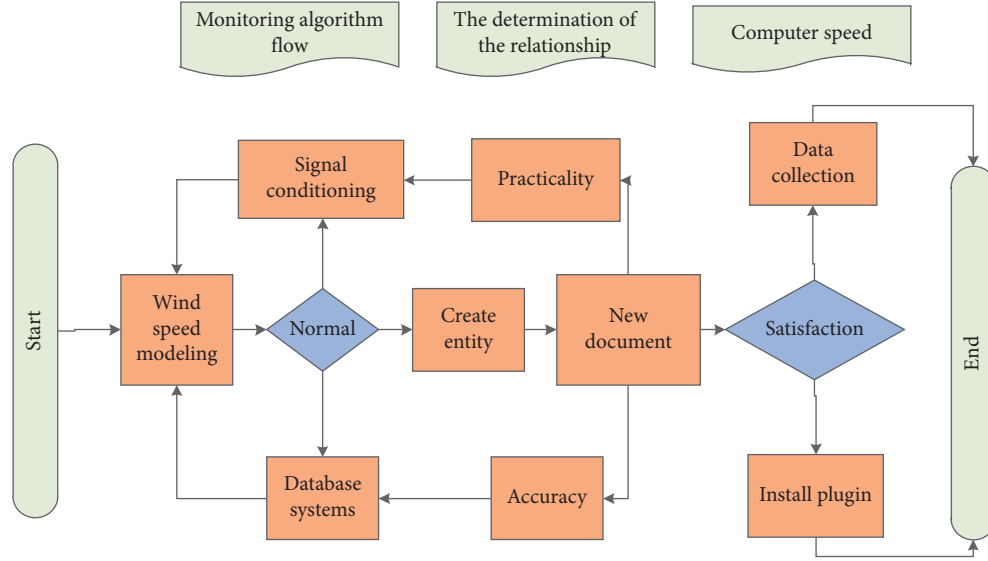 Monitoring algorithm
flow
The determination of
the relationship
Computer speed
Start
Signal
conditioning
Practicality
Data
collection
Wind
speed
modeling
Normal
Create
entity
New
document
Satisfaction
End
Database
systems
Accuracy
Install plugin